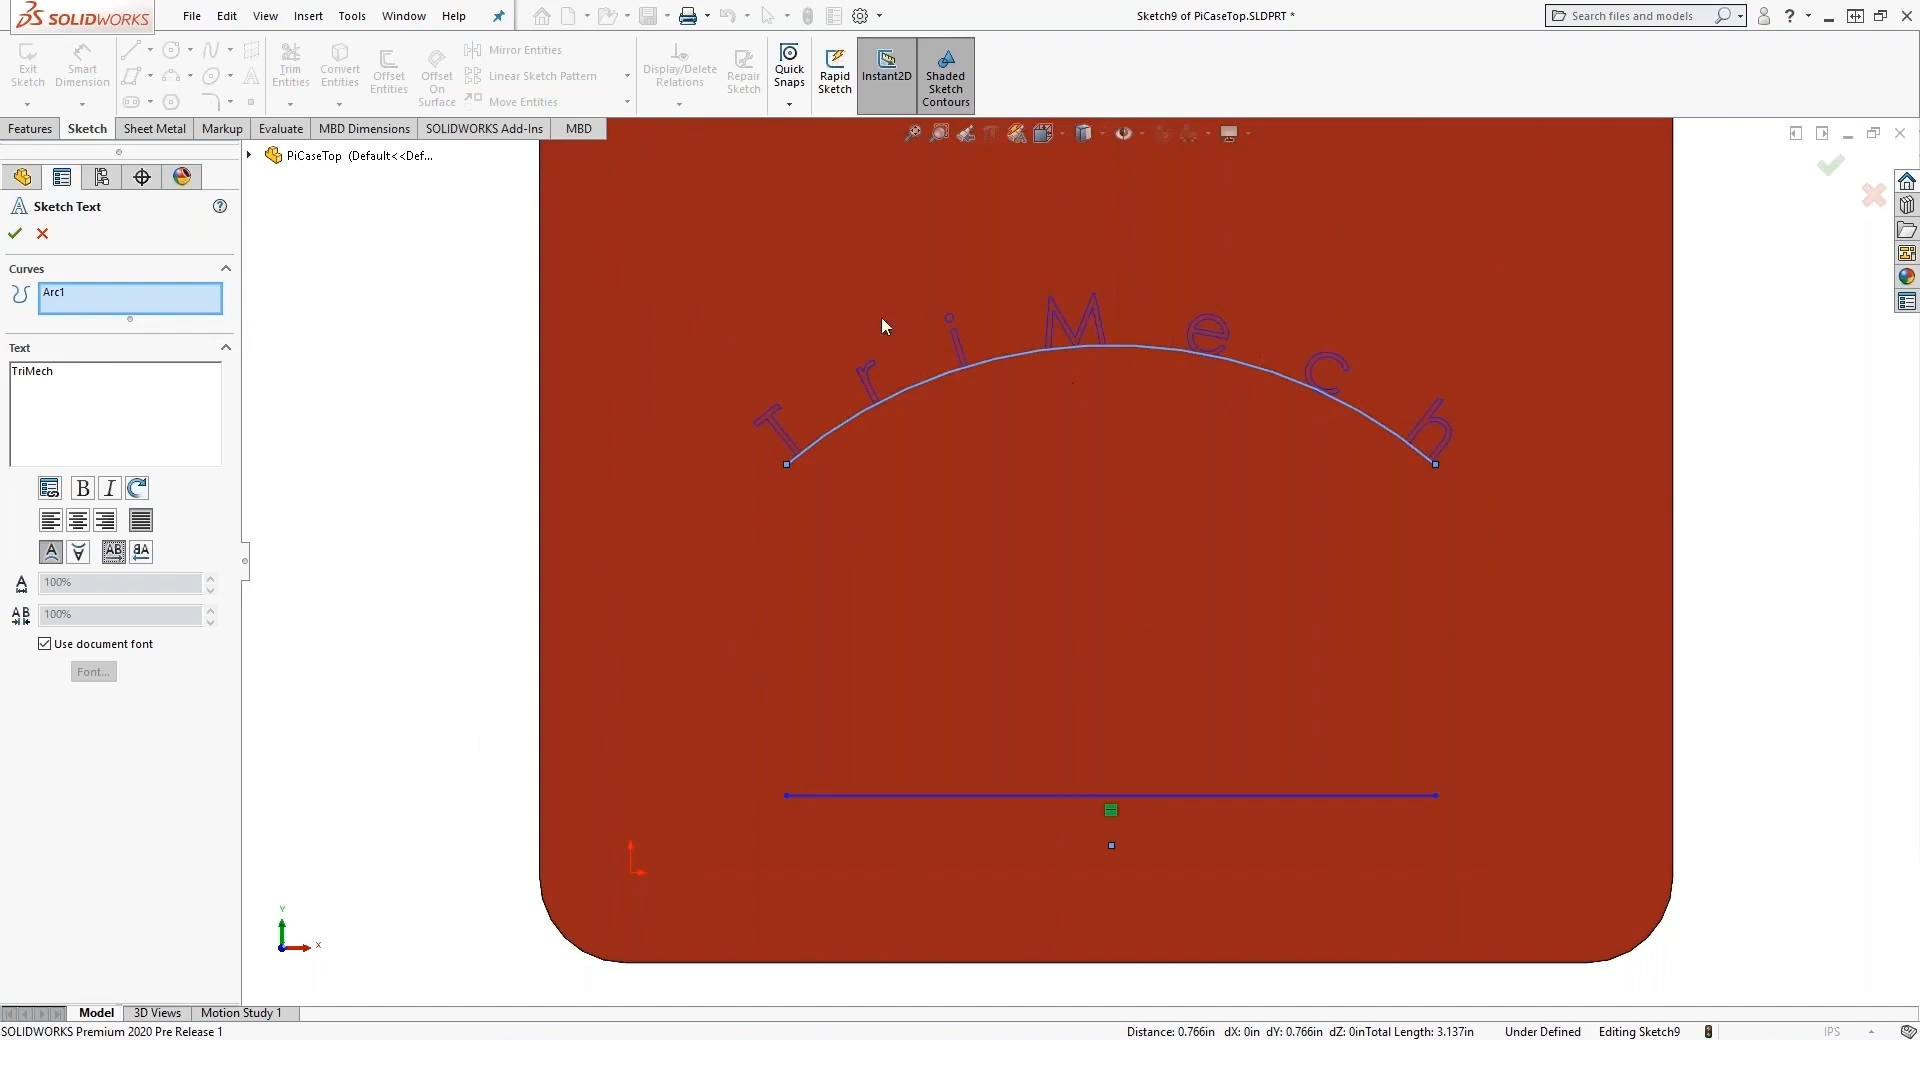 SOLIDWORKS
File Edit View Insert Tools Window Help
Sketch9 of PiCaseTop.SLDPRT *
Search files and models
?
Exit Sketch
Smart Dimension
Trim Entities
Convert Entities
Offset Entities
Offset On Surface
Mirror Entities
Linear Sketch Pattern
Move Entities
Display/Delete Relations
Repair Sketch
Quick Snaps
Rapid Sketch
Instant2D
Shaded Sketch Contours
Features Sketch Sheet Metal Markup Evaluate MBD Dimensions SOLIDWORKS Add-Ins MBD
PiCaseTop (Default<<Def...
Sketch Text
Curves
Arc1
Text
TriMech
B I
AB
A 100%
AB 100%
Use document font
Font...
TriMech
Y
X
Model 3D Views Motion Study 1
SOLIDWORKS Premium 2020 Pre Release 1
Distance: 0.766in dX: 0in dY: 0.766in dZ: 0inTotal Length: 3.137in Under Defined Editing Sketch9 IPS